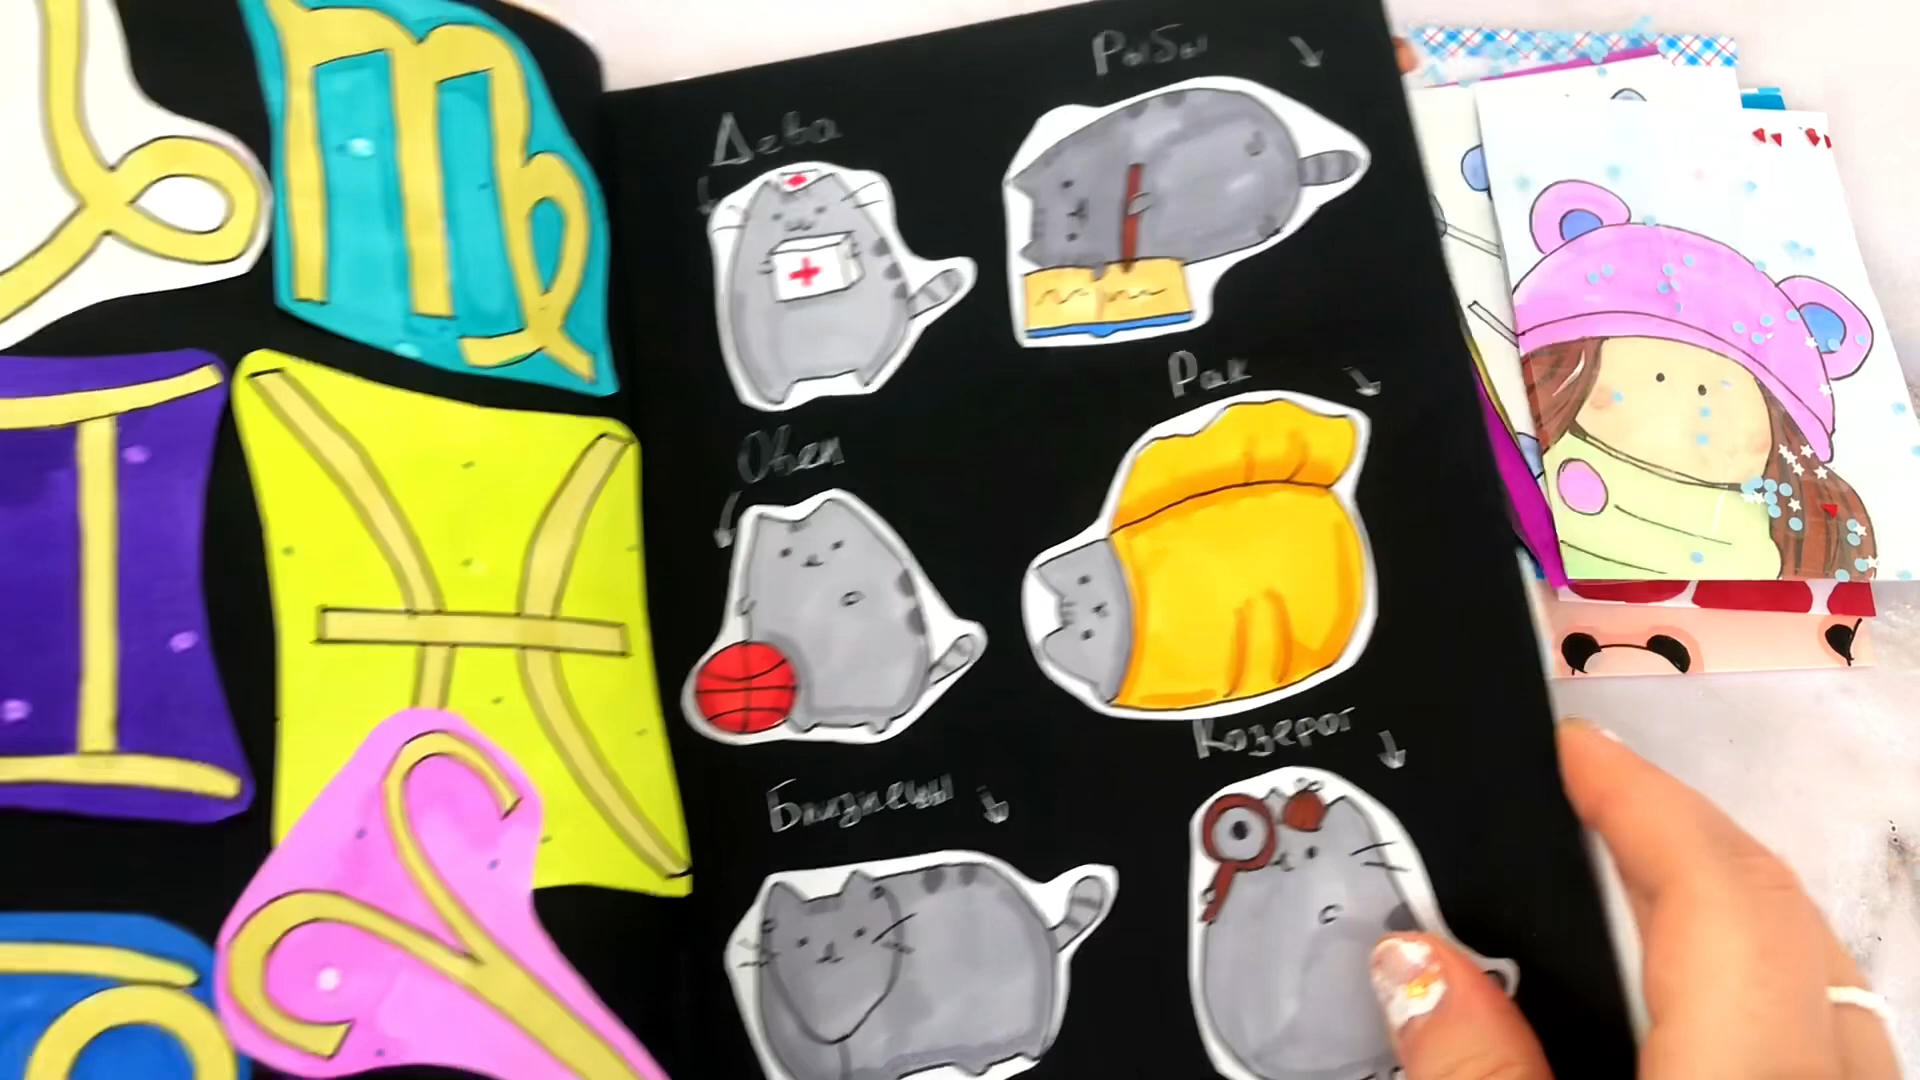 Рыбы
Дева
Рак
Овен
Козерог
Близнецы